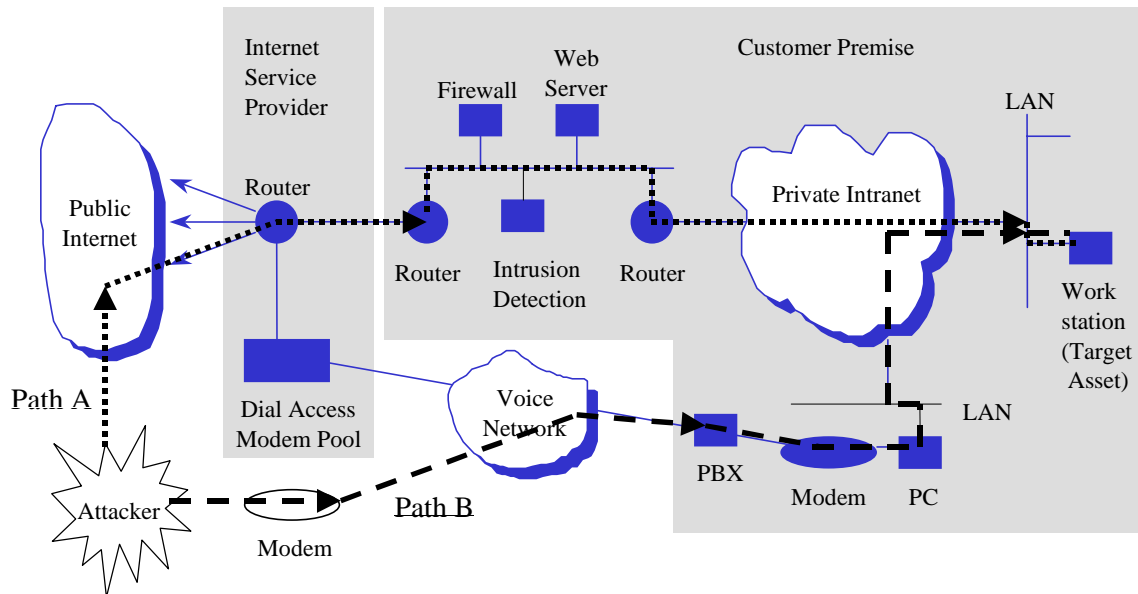 Internet
Service
Provider
Customer Premise
Web
Server
Firewall
LAN
Router
Public
Internet
Private Intranet
Router
Intrusion
Detection
Router
Work
station
(Target
Asset)
Path A
Dial Access
Modem Pool
Voice
Network
LAN
PBX
Modem
PC
Attacker
Path B
Modem